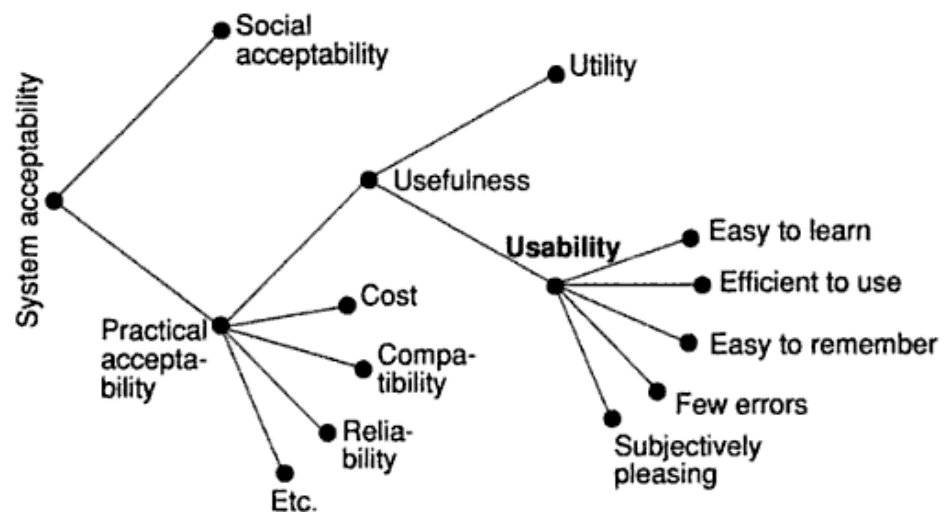 Social
acceptability
Utility
System acceptability
Usefulness
Usability
Easy to learn
Efficient to use
Cost
Practical
accepta-
bility
Compa-
tibility
Easy to remember
Few errors
Relia-
bility
Subjectively
pleasing
Etc.